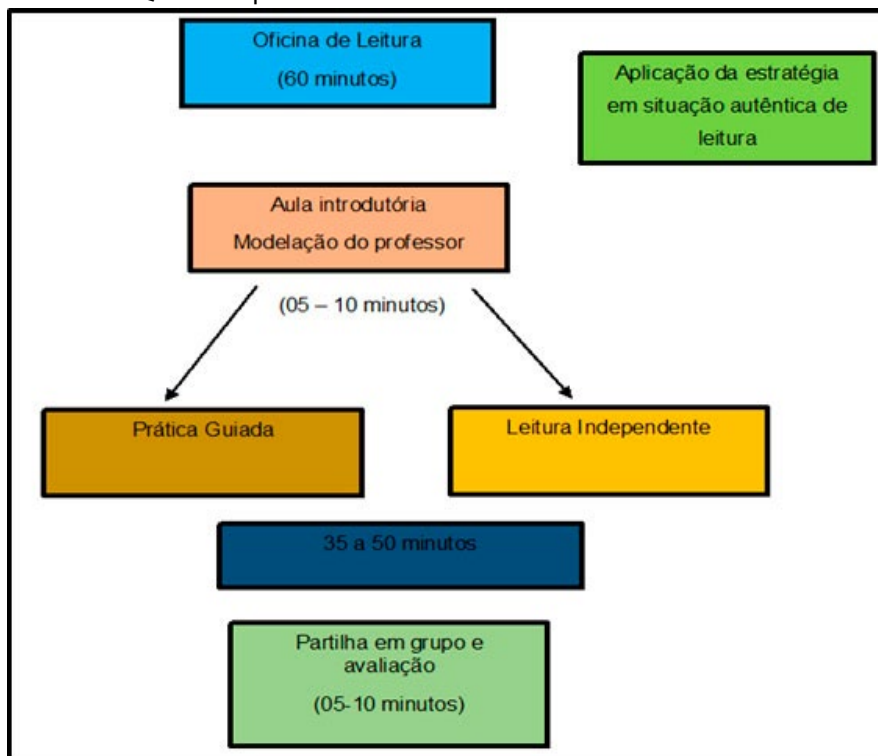 Oficina de Leitura
(60 minutos)
Aplicação da estratégia
em situação autêntica de
leitura
Aula introdutória
Modelação do professor
(05 – 10 minutos)
Prática Guiada
Leitura Independente
35 a 50 minutos
Partilha em grupo e
avaliação
(05-10 minutos)